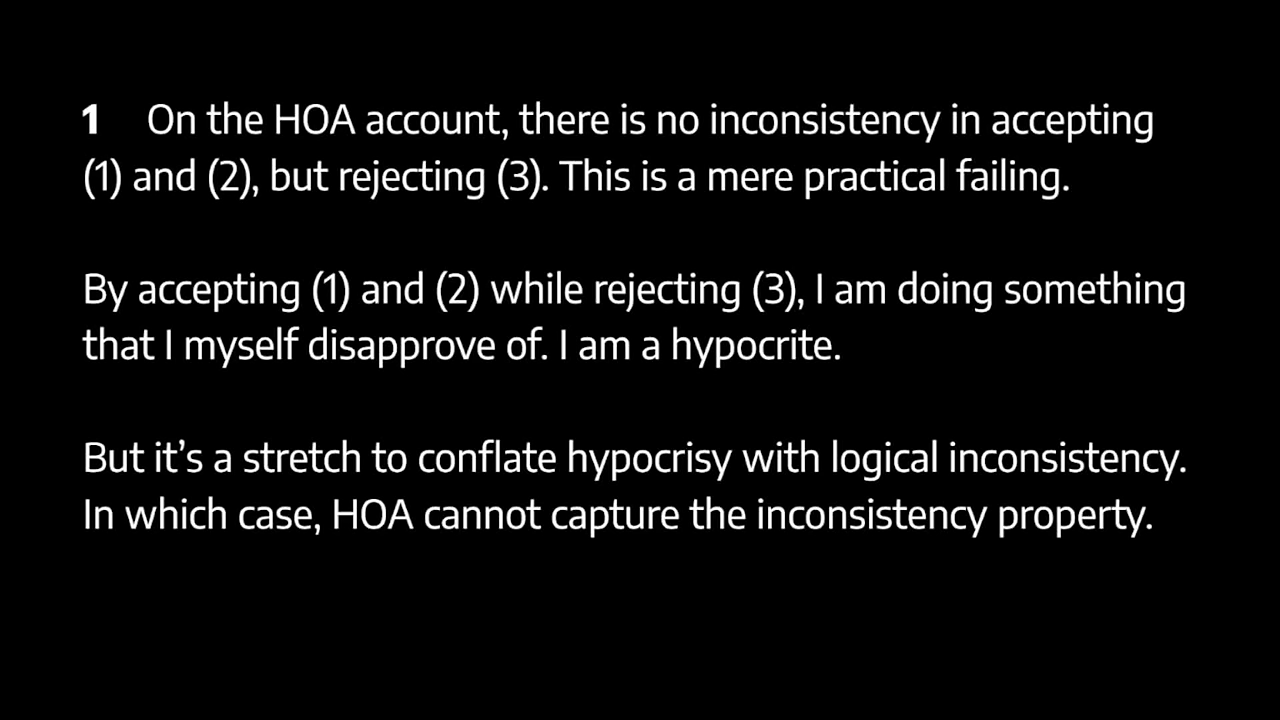 1 On the HOA account, there is no inconsistency in accepting
(1) and (2), but rejecting (3). This is a mere practical failing.
By accepting (1) and (2) while rejecting (3), I am doing something
that I myself disapprove of. I am a hypocrite.
But it’s a stretch to conflate hypocrisy with logical inconsistency.
In which case, HOA cannot capture the inconsistency property.